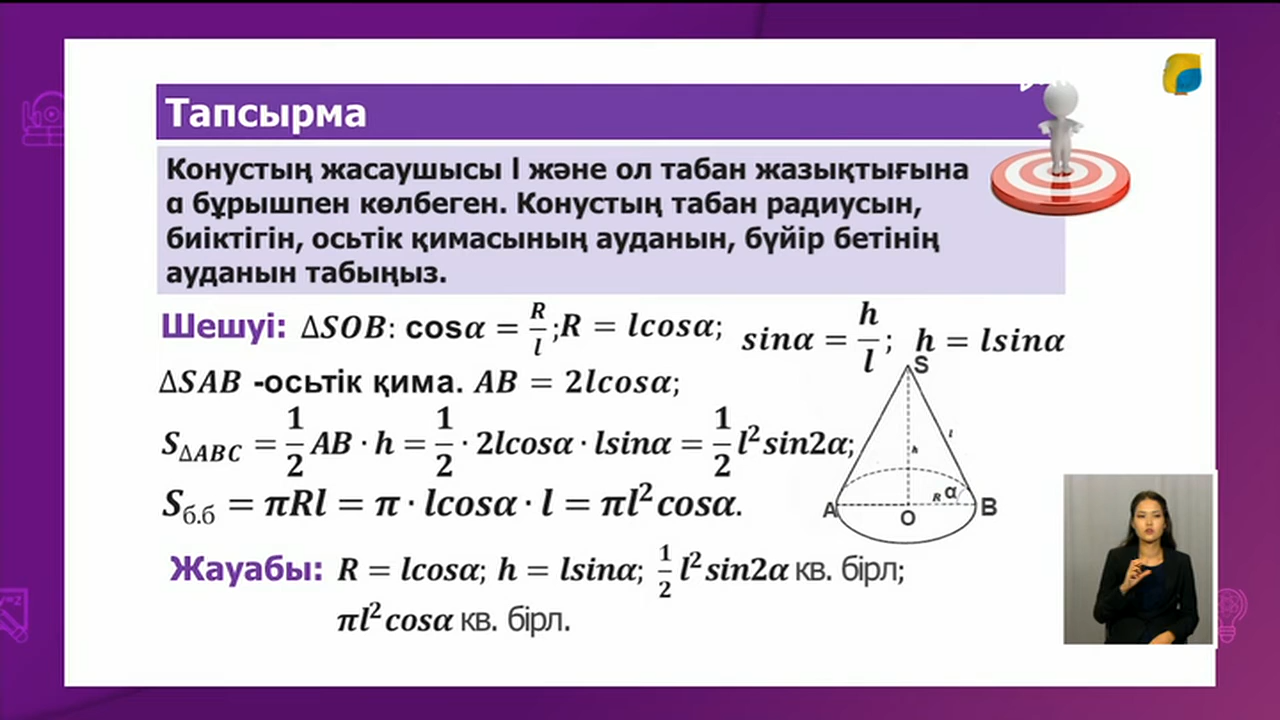 Тапсырма
Конустың жасаушысы l және ол табан жазықтығына
α бұрышпен көлбеген. Конустың табан радиусын,
биіктігін, осьтік қимасының ауданын, бүйір бетінің
ауданын табыңыз.
Шешуі: ΔSOB: cosα = R/l; R = lcosα; sinα = h/l; h = lsinα
ΔSAB -осьтік қима. AB = 2lcosα;
S_ΔABC = 1/2 AB · h = 1/2 · 2lcosα · lsinα = 1/2 l²sin2α;
S_б.б = πRl = π · lcosα · l = πl²cosα.
S
l
h
R α
A
O
B
Жауабы: R = lcosα; h = lsinα; 1/2 l²sin2α кв. бірл;
πl²cosα кв. бірл.